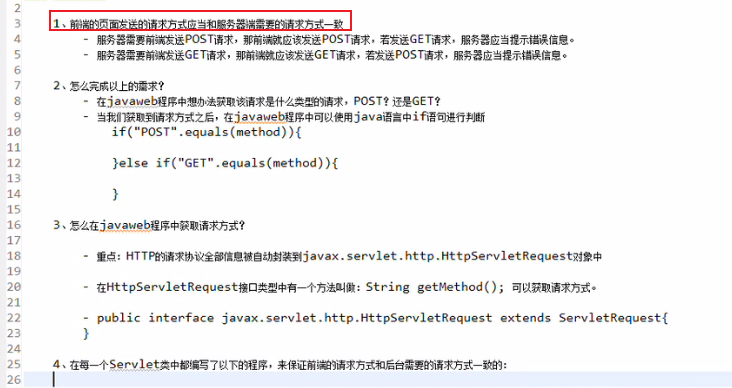 2
3 1、前端的页面发送的请求方式应当和服务器端需要的请求方式一致
4 - 服务器需要前端发送POST请求，那前端就应该发送POST请求，若发送GET请求，服务器应当提示错误信息。
5 - 服务器需要前端发送GET请求，那前端就应该发送GET请求，若发送POST请求，服务器应当提示错误信息。
6
7 2、怎么完成以上的需求？
8 - 在javaweb程序中想办法获取该请求是什么类型的请求，POST？还是GET？
9 - 当我们获取到请求方式之后，在javaweb程序中可以使用java语言中if语句进行判断
10 if("POST".equals(method)){
11
12 }else if("GET".equals(method)){
13
14 }
15
16 3、怎么在javaweb程序中获取请求方式？
17
18 - 重点：HTTP的请求协议全部信息被自动封装到javax.servlet.http.HttpServletRequest对象中
19
20 - 在HttpServletRequest接口类型中有一个方法叫做：String getMethod(); 可以获取请求方式。
21
22 - public interface javax.servlet.http.HttpServletRequest extends ServletRequest{
23 }
24
25 4、在每一个Servlet类中都编写了以下的程序，来保证前端的请求方式和后台需要的请求方式一致的：
26